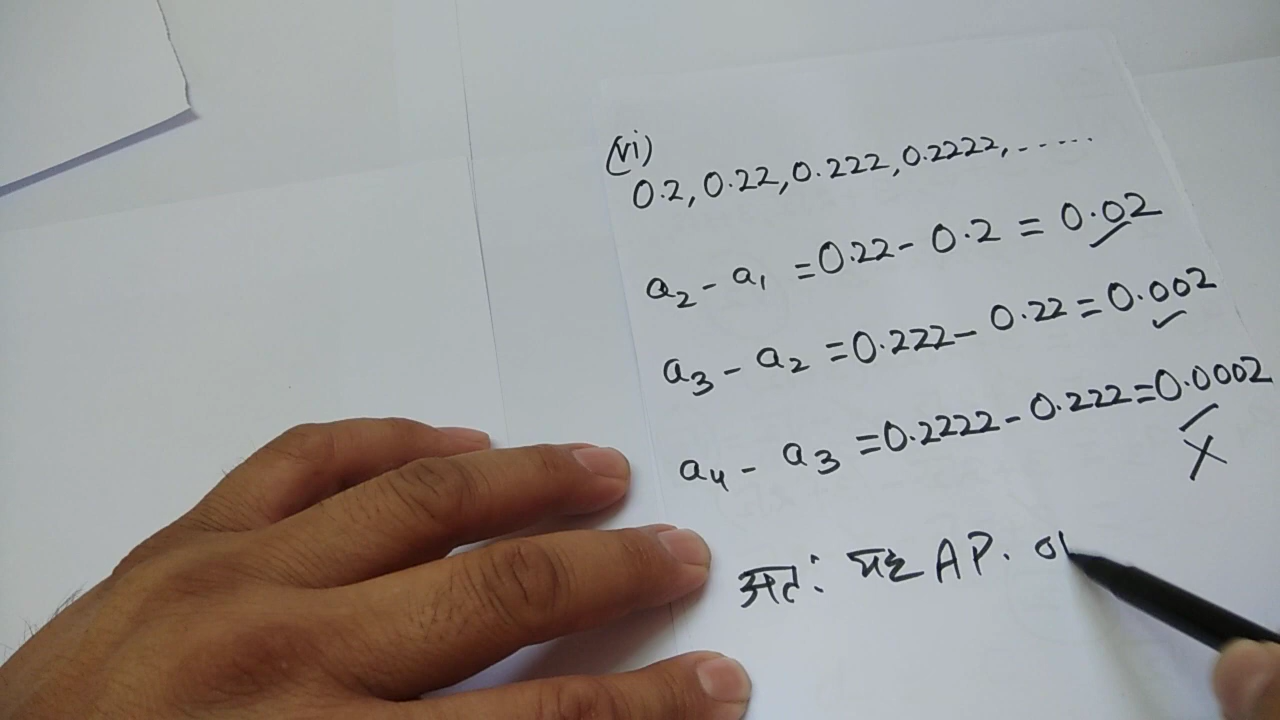 (vi)
0.2, 0.22, 0.222, 0.2222, .....
a₂ - a₁ = 0.22 - 0.2 = 0.02
a₃ - a₂ = 0.222 - 0.22 = 0.002
a₄ - a₃ = 0.2222 - 0.222 = 0.0002
X
अतः यह AP.